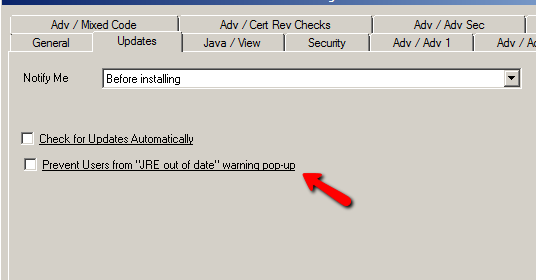 Adv / Mixed Code
Adv / Cert Rev Checks
Adv / Adv Sec
General
Updates
Java / View
Security
Adv / Adv 1
Notify Me
Before installing
Check for Updates Automatically
Prevent Users from "JRE out of date" warning pop-up